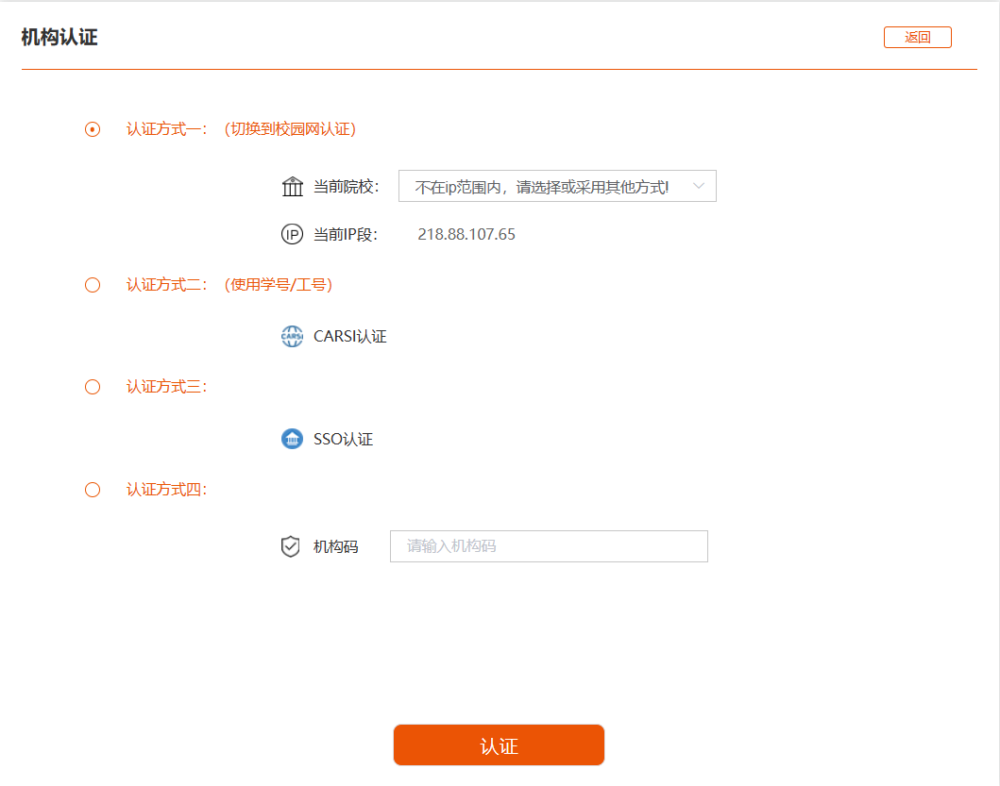 机构认证
返回
认证方式一：（切换到校园网认证）
当前院校：
不在ip范围内，请选择或采用其他方式!
IP
当前IP段：
218.88.107.65
认证方式二：（使用学号/工号）
CARSI
CARSI认证
认证方式三：
SSO认证
认证方式四：
机构码
请输入机构码
认证